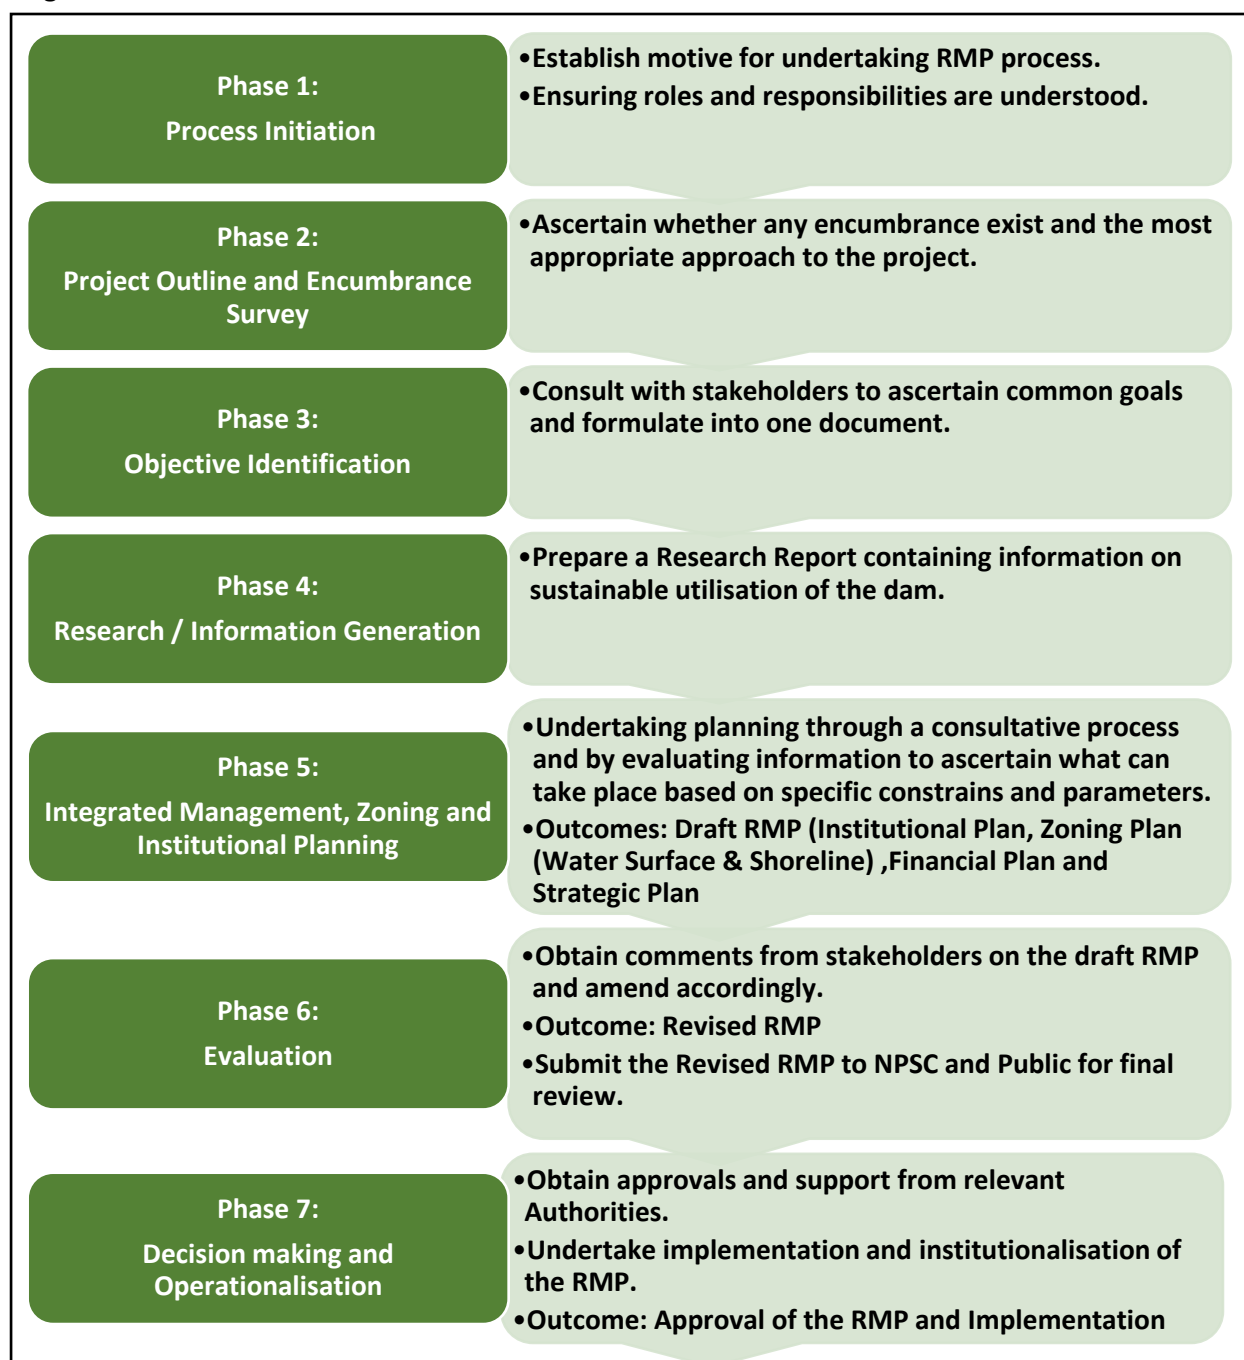 Phase 1:
Process Initiation
•Establish motive for undertaking RMP process.
•Ensuring roles and responsibilities are understood.
Phase 2:
Project Outline and Encumbrance
Survey
•Ascertain whether any encumbrance exist and the most
appropriate approach to the project.
Phase 3:
Objective Identification
•Consult with stakeholders to ascertain common goals
and formulate into one document.
Phase 4:
Research / Information Generation
•Prepare a Research Report containing information on
sustainable utilisation of the dam.
Phase 5:
Integrated Management, Zoning and
Institutional Planning
•Undertaking planning through a consultative process
and by evaluating information to ascertain what can
take place based on specific constrains and parameters.
•Outcomes: Draft RMP (Institutional Plan, Zoning Plan
(Water Surface & Shoreline) ,Financial Plan and
Strategic Plan
Phase 6:
Evaluation
•Obtain comments from stakeholders on the draft RMP
and amend accordingly.
•Outcome: Revised RMP
•Submit the Revised RMP to NPSC and Public for final
review.
Phase 7:
Decision making and
Operationalisation
•Obtain approvals and support from relevant
Authorities.
•Undertake implementation and institutionalisation of
the RMP.
•Outcome: Approval of the RMP and Implementation